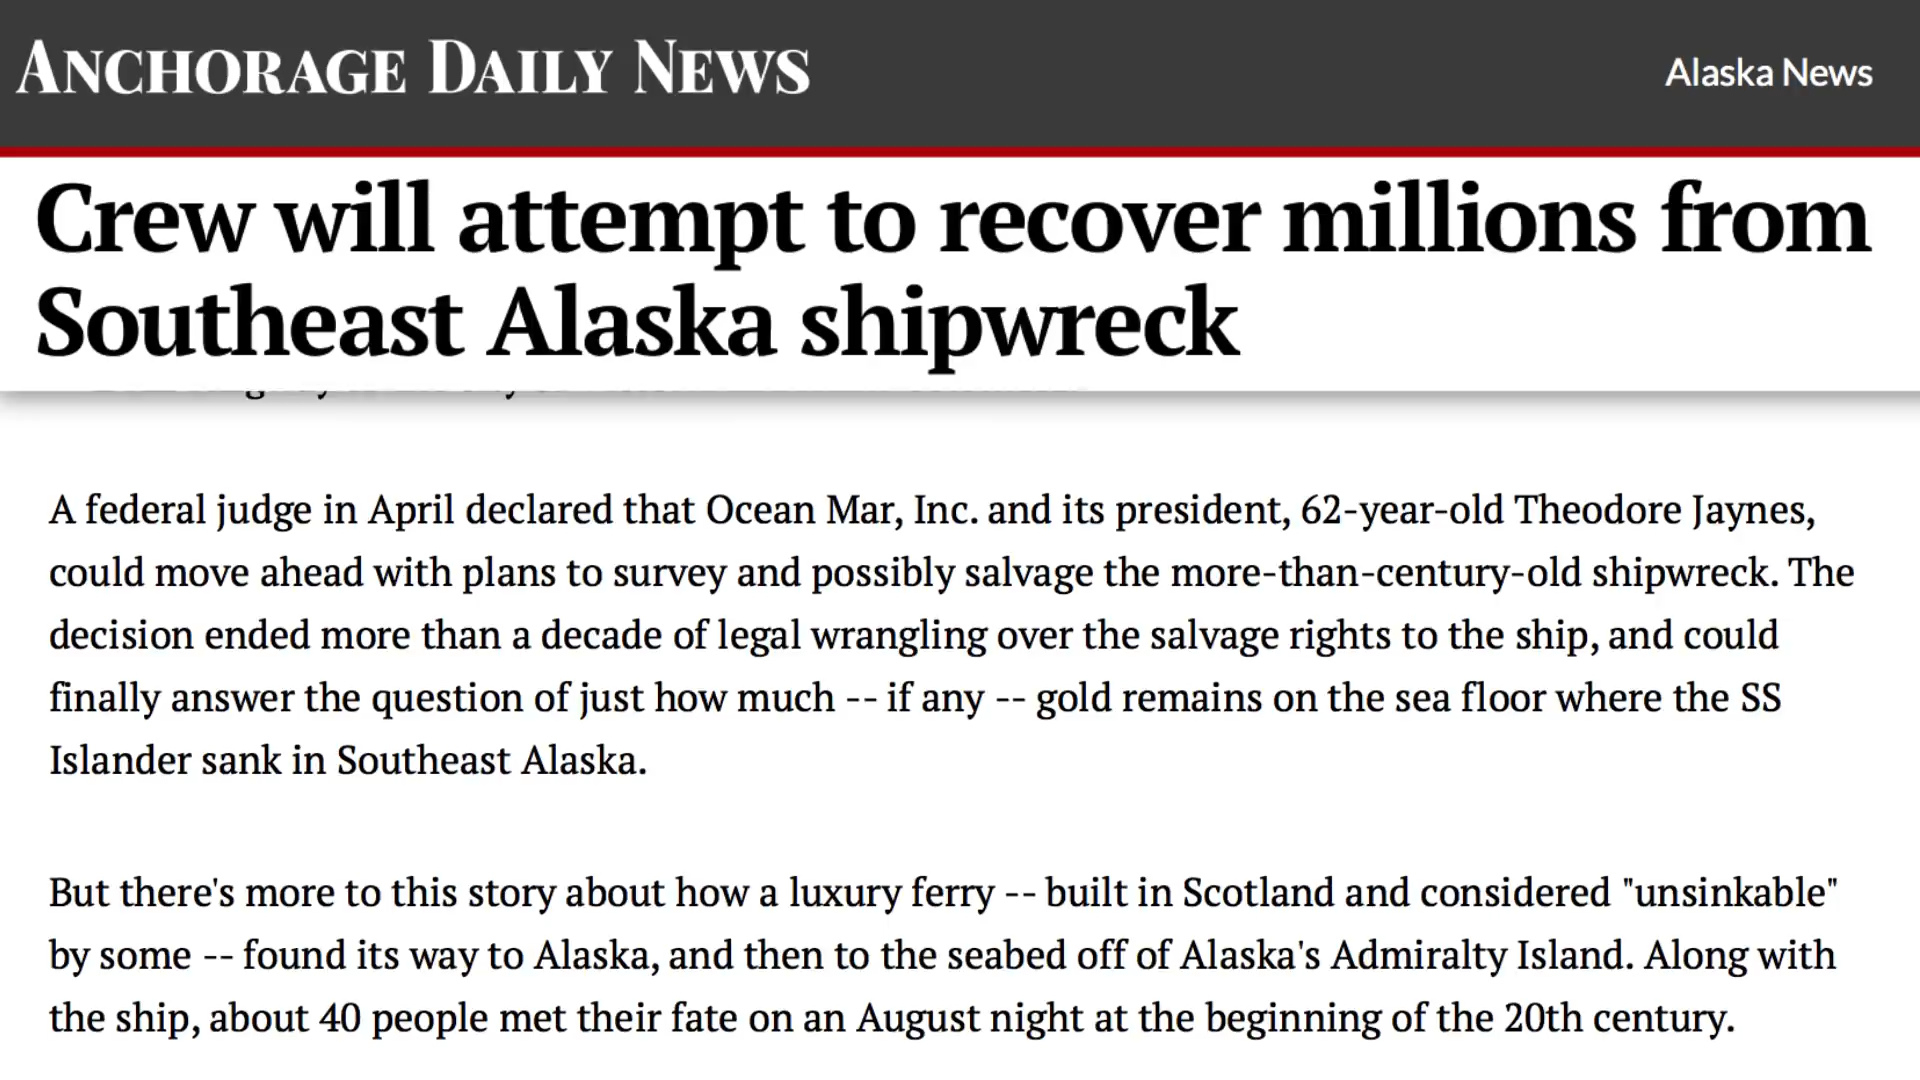 ANCHORAGE DAILY NEWS
Alaska News
Crew will attempt to recover millions from
Southeast Alaska shipwreck
A federal judge in April declared that Ocean Mar, Inc. and its president, 62-year-old Theodore Jaynes,
could move ahead with plans to survey and possibly salvage the more-than-century-old shipwreck. The
decision ended more than a decade of legal wrangling over the salvage rights to the ship, and could
finally answer the question of just how much -- if any -- gold remains on the sea floor where the SS
Islander sank in Southeast Alaska.
But there's more to this story about how a luxury ferry -- built in Scotland and considered "unsinkable"
by some -- found its way to Alaska, and then to the seabed off of Alaska's Admiralty Island. Along with
the ship, about 40 people met their fate on an August night at the beginning of the 20th century.